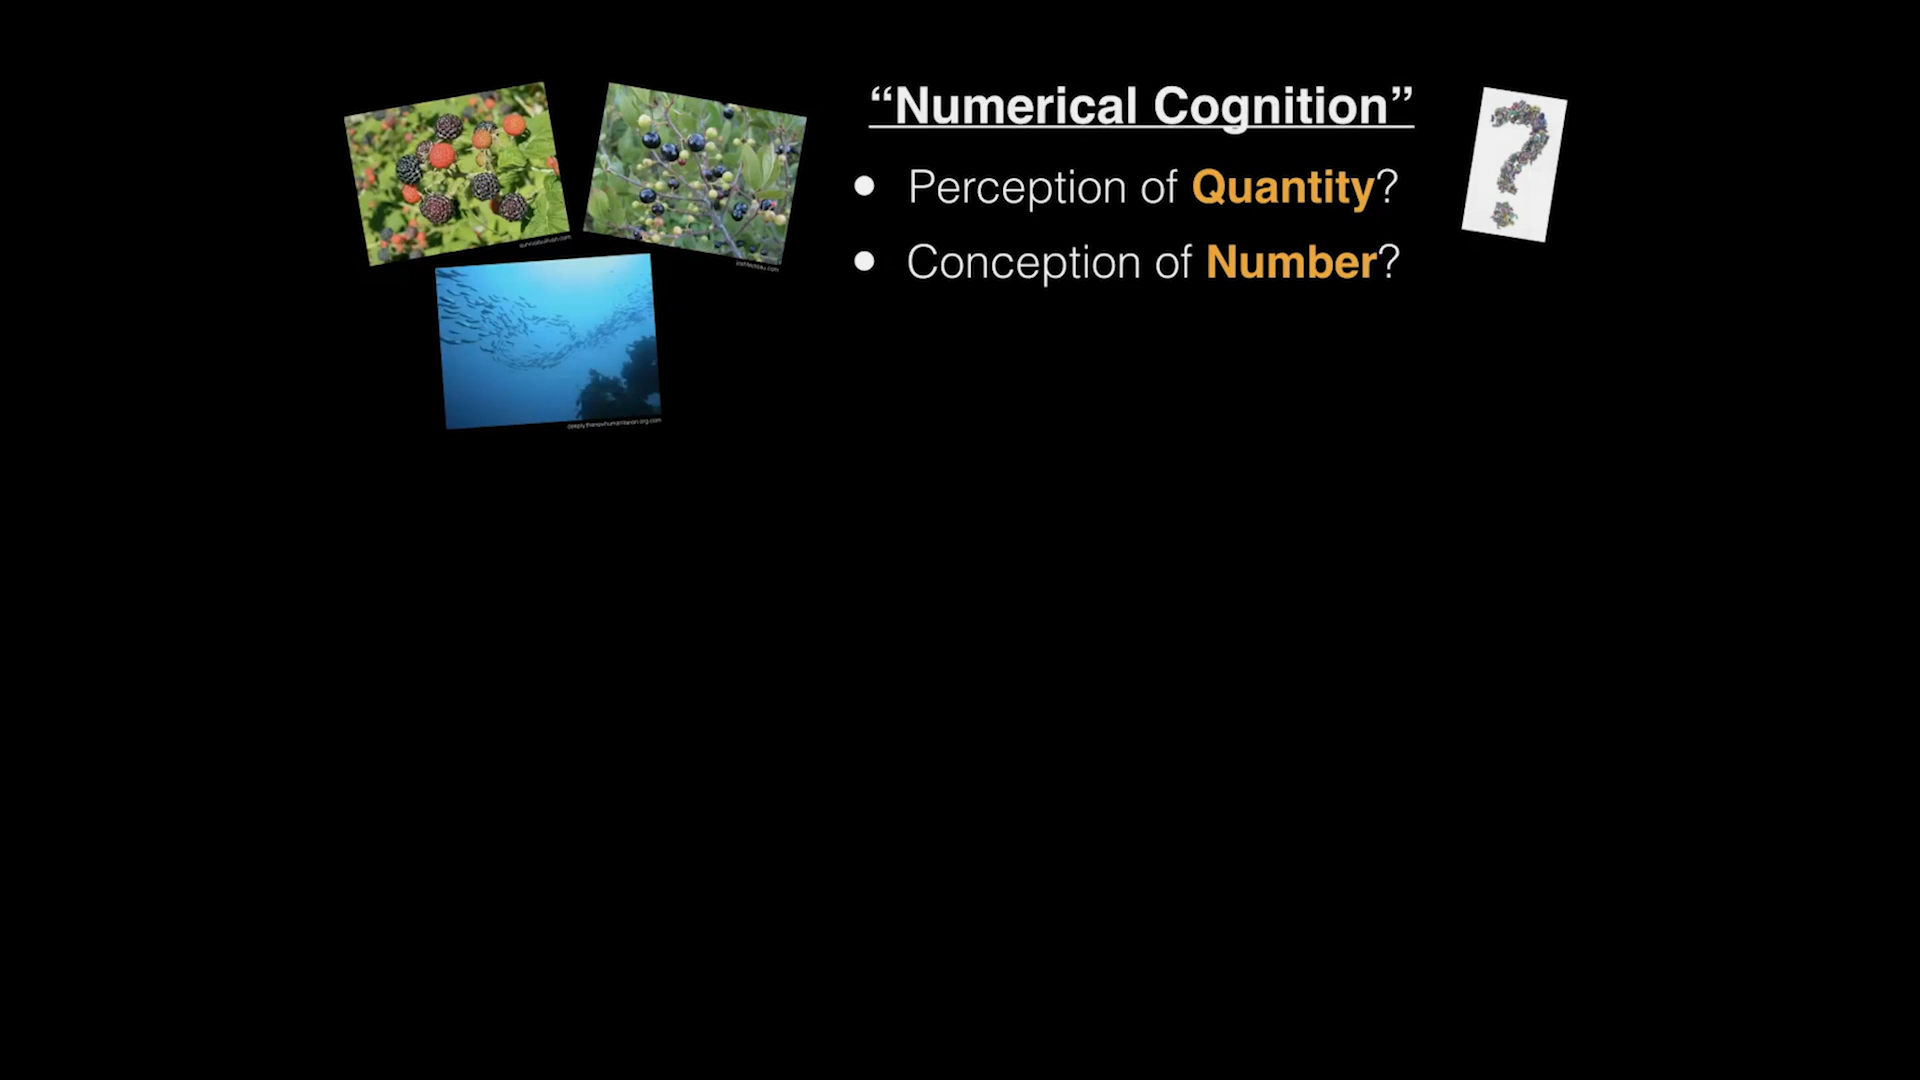 “Numerical Cognition”
• Perception of Quantity?
• Conception of Number?